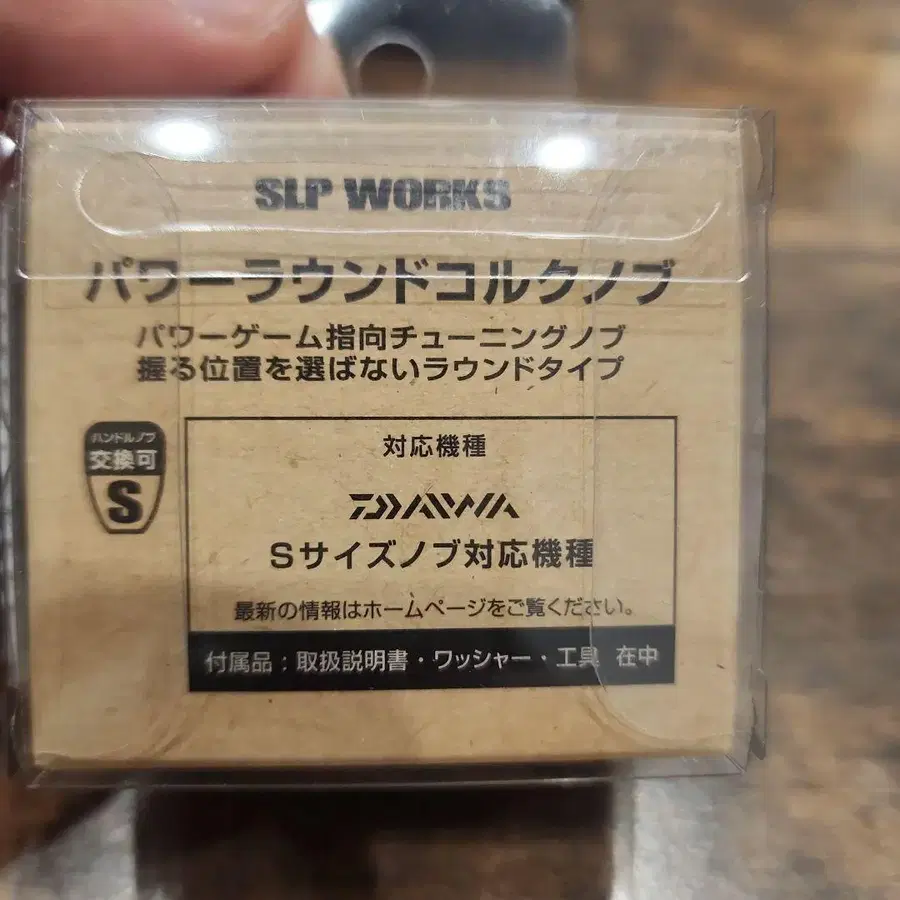 SLP WORKS
パワーラウンドコルクノブ
パワーゲーム指向チューニングノブ
握る位置を選ばないラウンドタイプ
ハンドルノブ
交換可
S
対応機種
DAIWA
Sサイズノブ対応機種
最新の情報はホームページをご覧ください。
付属品：取扱説明書・ワッシャー・工具 在中